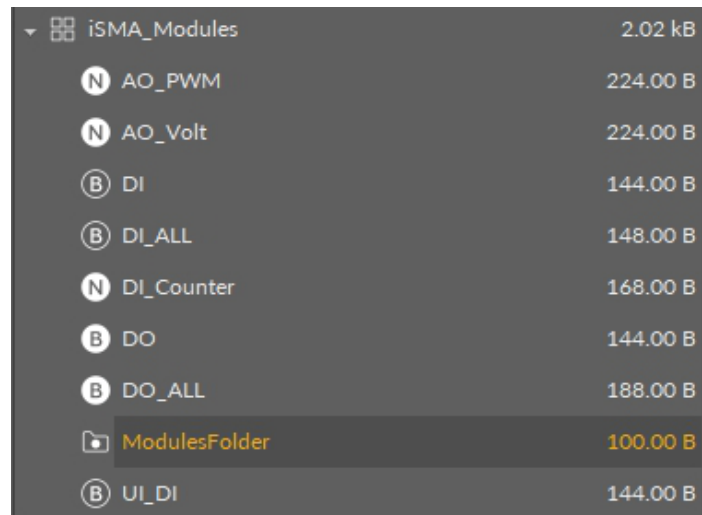 iSMA_Modules 2.02 kB
N AO_PWM 224.00 B
N AO_Volt 224.00 B
B DI 144.00 B
B DI_ALL 148.00 B
N DI_Counter 168.00 B
B DO 144.00 B
B DO_ALL 188.00 B
ModulesFolder 100.00 B
B UI_DI 144.00 B